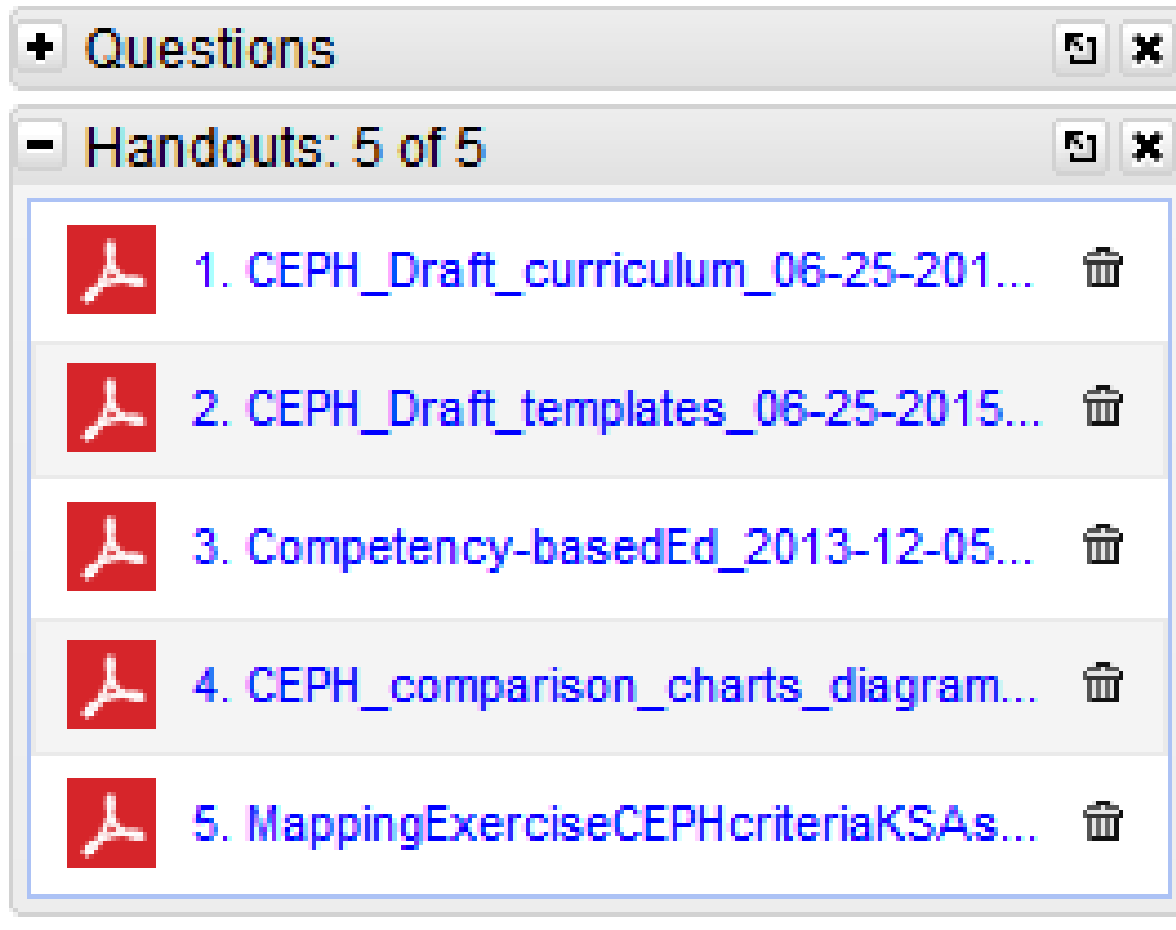 Questions
Handouts: 5 of 5
1. CEPH_Draft_curriculum_06-25-201...
2. CEPH_Draft_templates_06-25-2015...
3. Competency-basedEd_2013-12-05...
4. CEPH_comparison_charts_diagram...
5. MappingExerciseCEPHcriteriaKSAs...